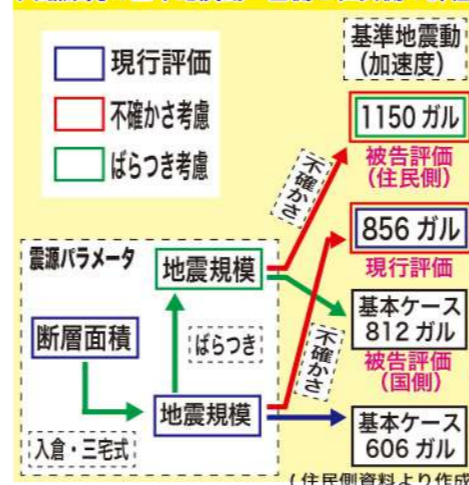 現行評価
不確かさ考慮
ばらつき考慮
基準地震動
(加速度)
1150 ガル
被告評価
(住民側)
不確かさ
856 ガル
現行評価
震源パラメータ
地震規模
断層面積
ばらつき
不確かさ
基本ケース
812 ガル
被告評価
(国側)
地震規模
入倉・三宅式
基本ケース
606 ガル
(住民側資料より作成